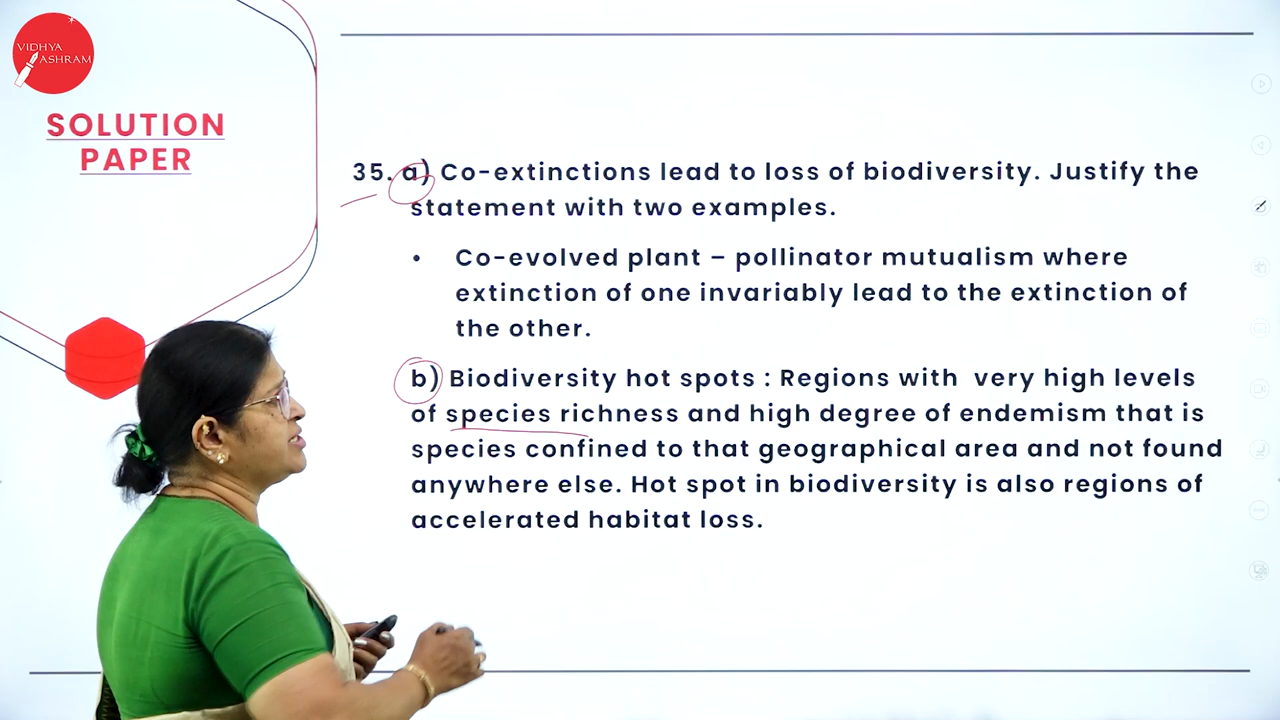 VIDHYA
ASHRAM
SOLUTION
PAPER
35. a) Co-extinctions lead to loss of biodiversity. Justify the
statement with two examples.
• Co-evolved plant – pollinator mutualism where
extinction of one invariably lead to the extinction of
the other.
b) Biodiversity hot spots : Regions with very high levels
of species richness and high degree of endemism that is
species confined to that geographical area and not found
anywhere else. Hot spot in biodiversity is also regions of
accelerated habitat loss.